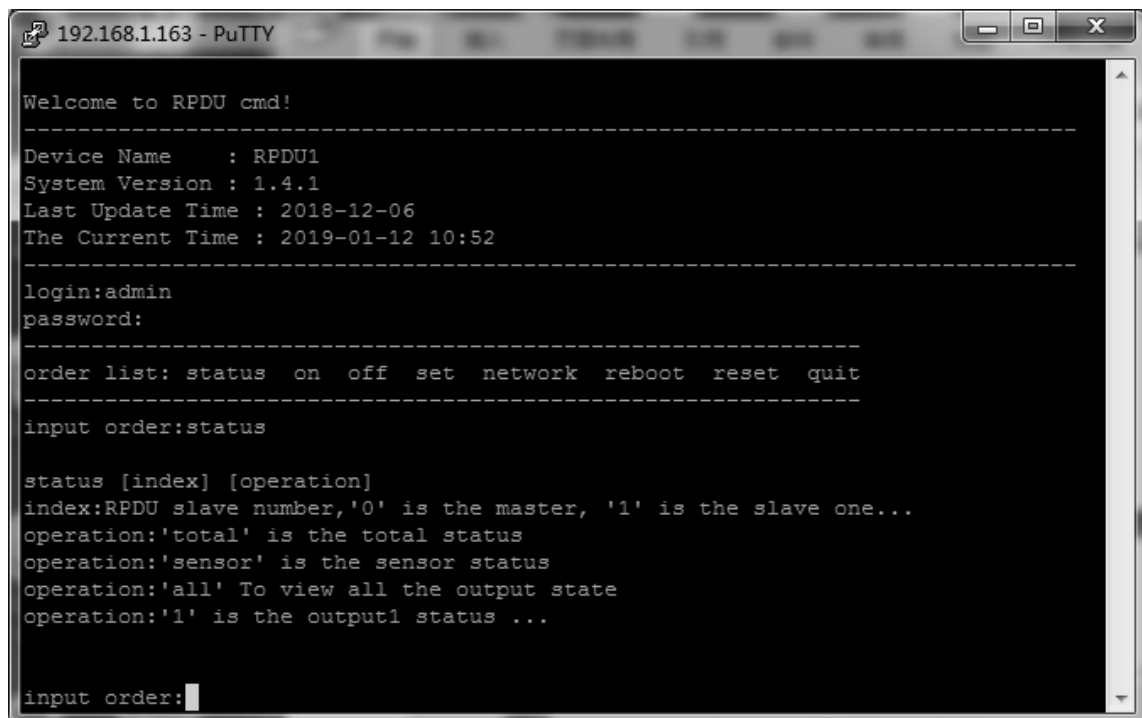 192.168.1.163 - PuTTY
Welcome to RPDU cmd!
------------------------------------------------------------------------------
Device Name    : RPDU1
System Version : 1.4.1
Last Update Time : 2018-12-06
The Current Time : 2019-01-12 10:52
------------------------------------------------------------------------------
login:admin
password:
--------------------------------------------------------------
order list: status  on  off  set  network  reboot  reset  quit
--------------------------------------------------------------
input order:status
status [index] [operation]
index:RPDU slave number,'0' is the master, '1' is the slave one...
operation:'total' is the total status
operation:'sensor' is the sensor status
operation:'all' To view all the output state
operation:'1' is the output1 status ...
input order: